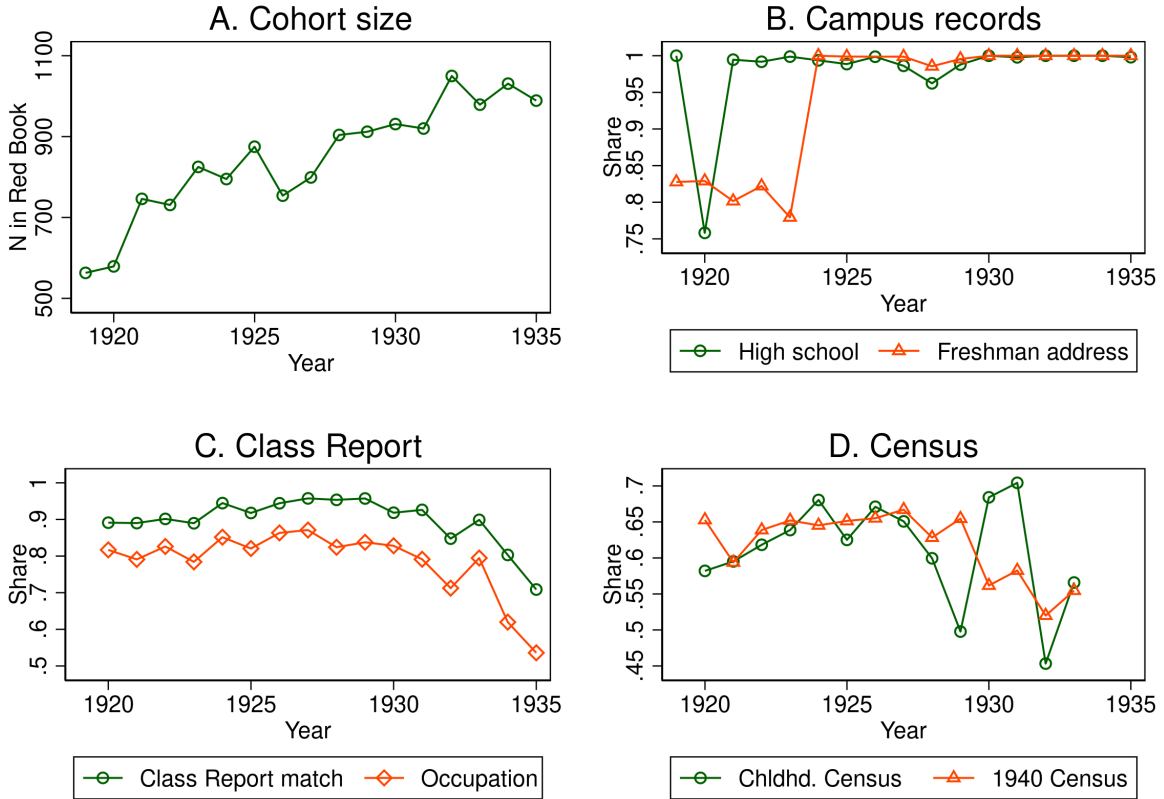 A. Cohort size
N in Red Book
1100
900
700
500
1920 1925 1930 1935
Year
B. Campus records
Share
1
.95
.9
.85
.8
.75
1920 1925 1930 1935
Year
High school Freshman address
C. Class Report
Share
1
.9
.8
.7
.6
.5
1920 1925 1930 1935
Year
Class Report match Occupation
D. Census
Share
.7
.65
.6
.55
.5
.45
1920 1925 1930 1935
Year
Chldhd. Census 1940 Census